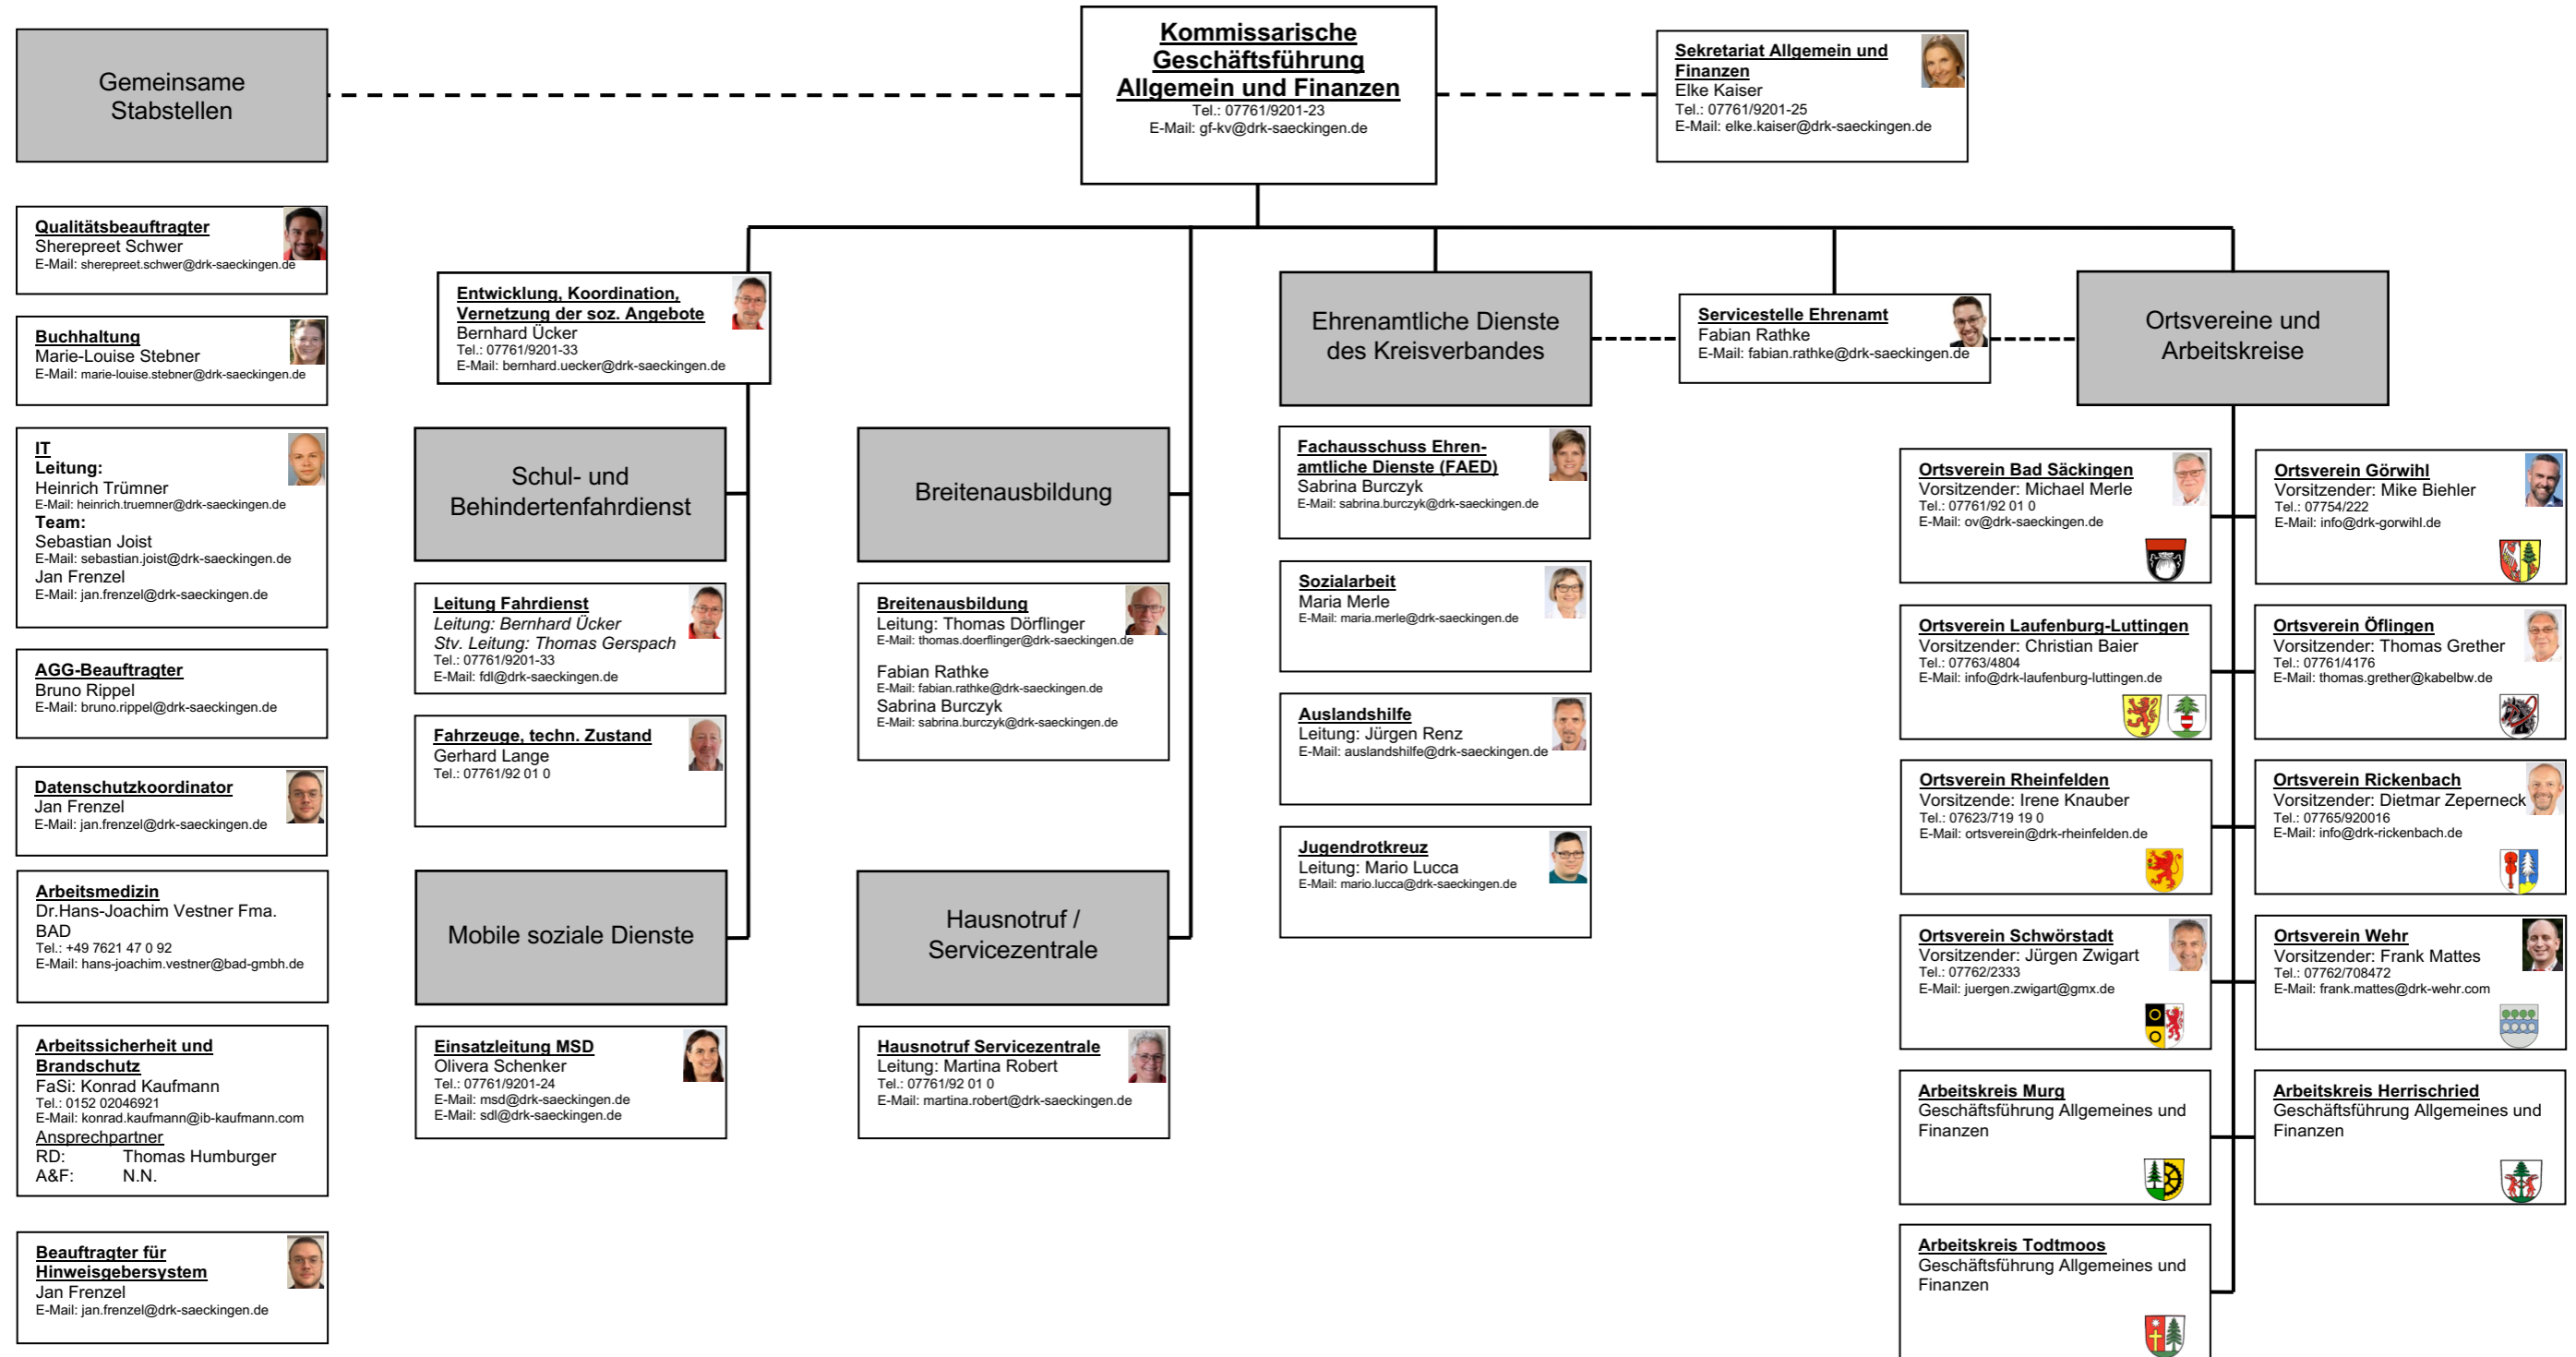 Kommissarische
Geschäftsführung
Allgemein und Finanzen
Tel.: 07761/9201-23
E-Mail: gf-kv@drk-saeckingen.de
Sekretariat Allgemein und
Finanzen
Elke Kaiser
Tel.: 07761/9201-25
E-Mail: elke.kaiser@drk-saeckingen.de
Gemeinsame
Stabstellen
Qualitätsbeauftragter
Sherepreet Schwer
E-Mail: sherepreet.schwer@drk-saeckingen.de
Buchhaltung
Marie-Louise Stebner
E-Mail: marie-louise.stebner@drk-saeckingen.de
IT
Leitung:
Heinrich Trümner
E-Mail: heinrich.truemner@drk-saeckingen.de
Team:
Sebastian Joist
E-Mail: sebastian.joist@drk-saeckingen.de
Jan Frenzel
E-Mail: jan.frenzel@drk-saeckingen.de
AGG-Beauftragter
Bruno Rippel
E-Mail: bruno.rippel@drk-saeckingen.de
Datenschutzkoordinator
Jan Frenzel
E-Mail: jan.frenzel@drk-saeckingen.de
Arbeitsmedizin
Dr.Hans-Joachim Vestner Fma.
BAD
Tel.: +49 7621 47 0 92
E-Mail: hans-joachim.vestner@bad-gmbh.de
Arbeitssicherheit und
Brandschutz
FaSi: Konrad Kaufmann
Tel.: 0152 02046921
E-Mail: konrad.kaufmann@ib-kaufmann.com
Ansprechpartner
RD: Thomas Humburger
A&F: N.N.
Beauftragter für
Hinweisgebersystem
Jan Frenzel
E-Mail: jan.frenzel@drk-saeckingen.de
Entwicklung, Koordination,
Vernetzung der soz. Angebote
Bernhard Ücker
Tel.: 07761/9201-33
E-Mail: bernhard.uecker@drk-saeckingen.de
Schul- und
Behindertenfahrdienst
Leitung Fahrdienst
Leitung: Bernhard Ücker
Stv. Leitung: Thomas Gerspach
Tel.: 07761/9201-33
E-Mail: fdl@drk-saeckingen.de
Fahrzeuge, techn. Zustand
Gerhard Lange
Tel.: 07761/92 01 0
Mobile soziale Dienste
Einsatzleitung MSD
Olivera Schenker
Tel.: 07761/9201-24
E-Mail: msd@drk-saeckingen.de
E-Mail: sdl@drk-saeckingen.de
Breitenausbildung
Breitenausbildung
Leitung: Thomas Dörflinger
E-Mail: thomas.doerflinger@drk-saeckingen.de
Fabian Rathke
E-Mail: fabian.rathke@drk-saeckingen.de
Sabrina Burczyk
E-Mail: sabrina.burczyk@drk-saeckingen.de
Hausnotruf /
Servicezentrale
Hausnotruf Servicezentrale
Leitung: Martina Robert
Tel.: 07761/92 01 0
E-Mail: martina.robert@drk-saeckingen.de
Ehrenamtliche Dienste
des Kreisverbandes
Fachausschuss Ehren-
amtliche Dienste (FAED)
Sabrina Burczyk
E-Mail: sabrina.burczyk@drk-saeckingen.de
Sozialarbeit
Maria Merle
E-Mail: maria.merle@drk-saeckingen.de
Auslandshilfe
Leitung: Jürgen Renz
E-Mail: auslandshilfe@drk-saeckingen.de
Jugendrotkreuz
Leitung: Mario Lucca
E-Mail: mario.lucca@drk-saeckingen.de
Servicestelle Ehrenamt
Fabian Rathke
E-Mail: fabian.rathke@drk-saeckingen.de
Ortsvereine und
Arbeitskreise
Ortsverein Bad Säckingen
Vorsitzender: Michael Merle
Tel.: 07761/92 01 0
E-Mail: ov@drk-saeckingen.de
Ortsverein Görwihl
Vorsitzender: Mike Biehler
Tel.: 07754/222
E-Mail: info@drk-gorwihl.de
Ortsverein Laufenburg-Luttingen
Vorsitzender: Christian Baier
Tel.: 07763/4804
E-Mail: info@drk-laufenburg-luttingen.de
Ortsverein Öflingen
Vorsitzender: Thomas Grether
Tel.: 07761/4176
E-Mail: thomas.grether@kabelbw.de
Ortsverein Rheinfelden
Vorsitzende: Irene Knauber
Tel.: 07623/719 19 0
E-Mail: ortsverein@drk-rheinfelden.de
Ortsverein Rickenbach
Vorsitzender: Dietmar Zeperneck
Tel.: 07765/920016
E-Mail: info@drk-rickenbach.de
Ortsverein Schwörstadt
Vorsitzender: Jürgen Zwigart
Tel.: 07762/2333
E-Mail: juergen.zwigart@gmx.de
Ortsverein Wehr
Vorsitzender: Frank Mattes
Tel.: 07762/708472
E-Mail: frank.mattes@drk-wehr.com
Arbeitskreis Murg
Geschäftsführung Allgemeines und
Finanzen
Arbeitskreis Herrischried
Geschäftsführung Allgemeines und
Finanzen
Arbeitskreis Todtmoos
Geschäftsführung Allgemeines und
Finanzen